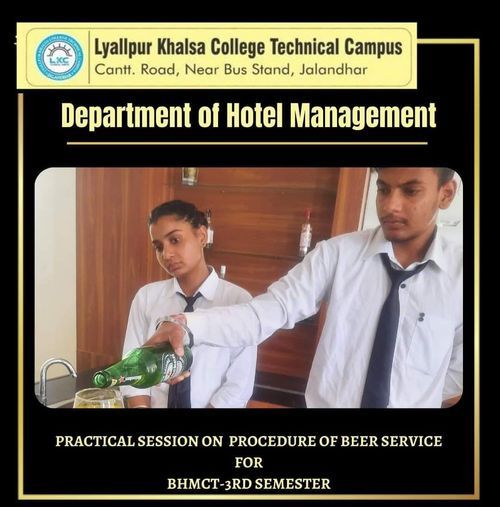 LKC
Lyallpur Khalsa College Technical Campus
Cantt. Road, Near Bus Stand, Jalandhar
Department of Hotel Management
PRACTICAL SESSION ON PROCEDURE OF BEER SERVICE
FOR
BHMCT-3RD SEMESTER